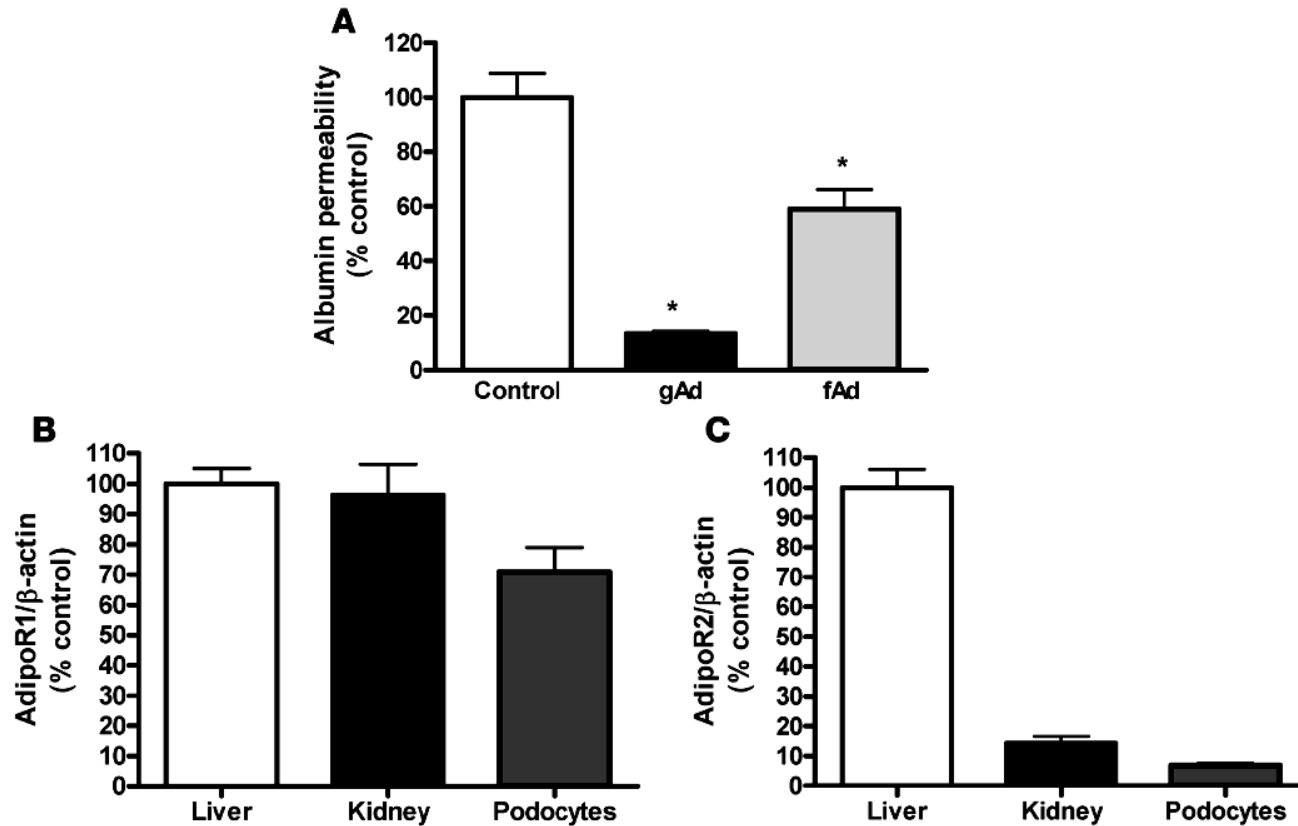 A
Albumin permeability
(% control)
120
100
80
60
40
20
0
*
*
Control gAd fAd
B
AdipoR1/β-actin
(% control)
110
100
90
80
70
60
50
40
30
20
10
0
Liver Kidney Podocytes
C
AdipoR2/β-actin
(% control)
110
100
90
80
70
60
50
40
30
20
10
0
Liver Kidney Podocytes